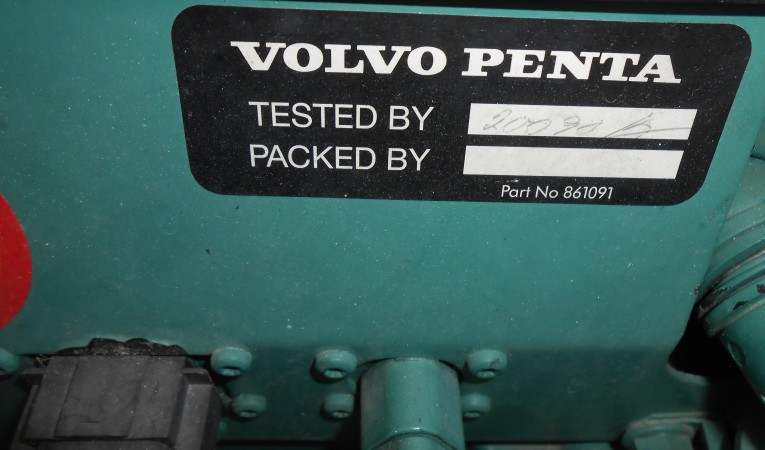 VOLVO PENTA
TESTED BY
PACKED BY
Part No 861091